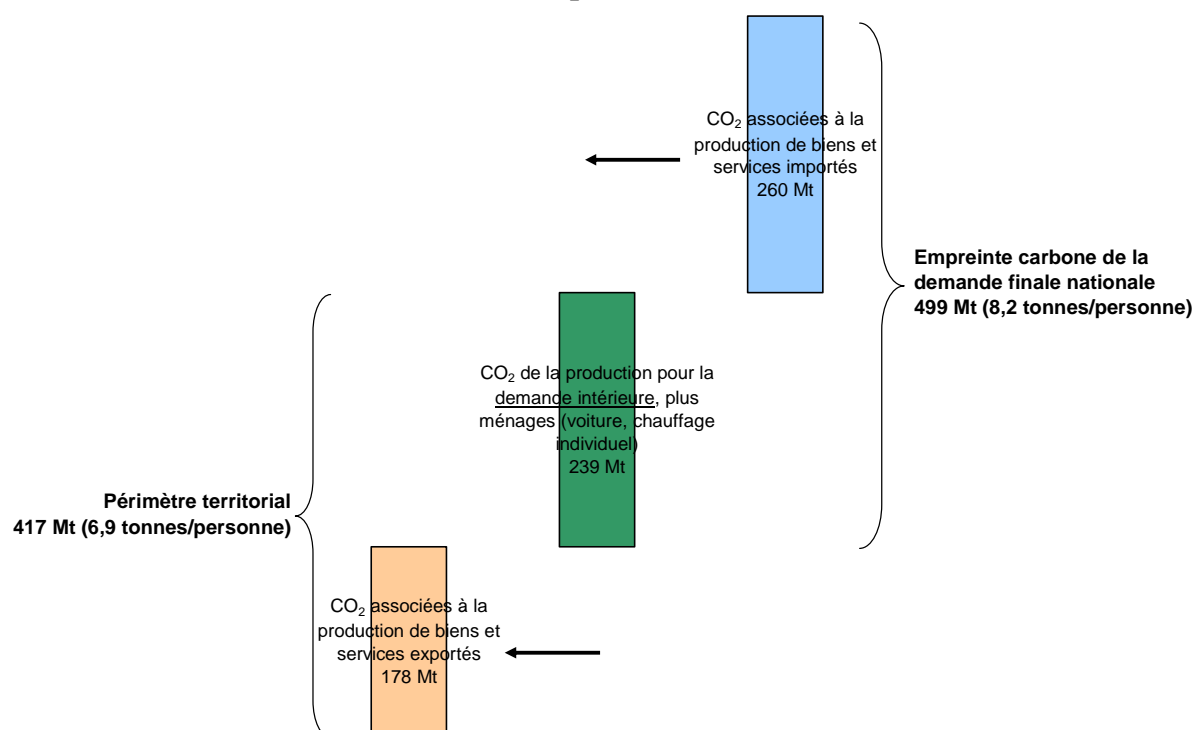 CO₂ associées à la
production de biens et
services importés
260 Mt
Empreinte carbone de la
demande finale nationale
499 Mt (8,2 tonnes/personne)
CO₂ de la production pour la
demande intérieure, plus
ménages (voiture, chauffage
individuel)
239 Mt
Périmètre territorial
417 Mt (6,9 tonnes/personne)
CO₂ associées à la
production de biens et
services exportés
178 Mt